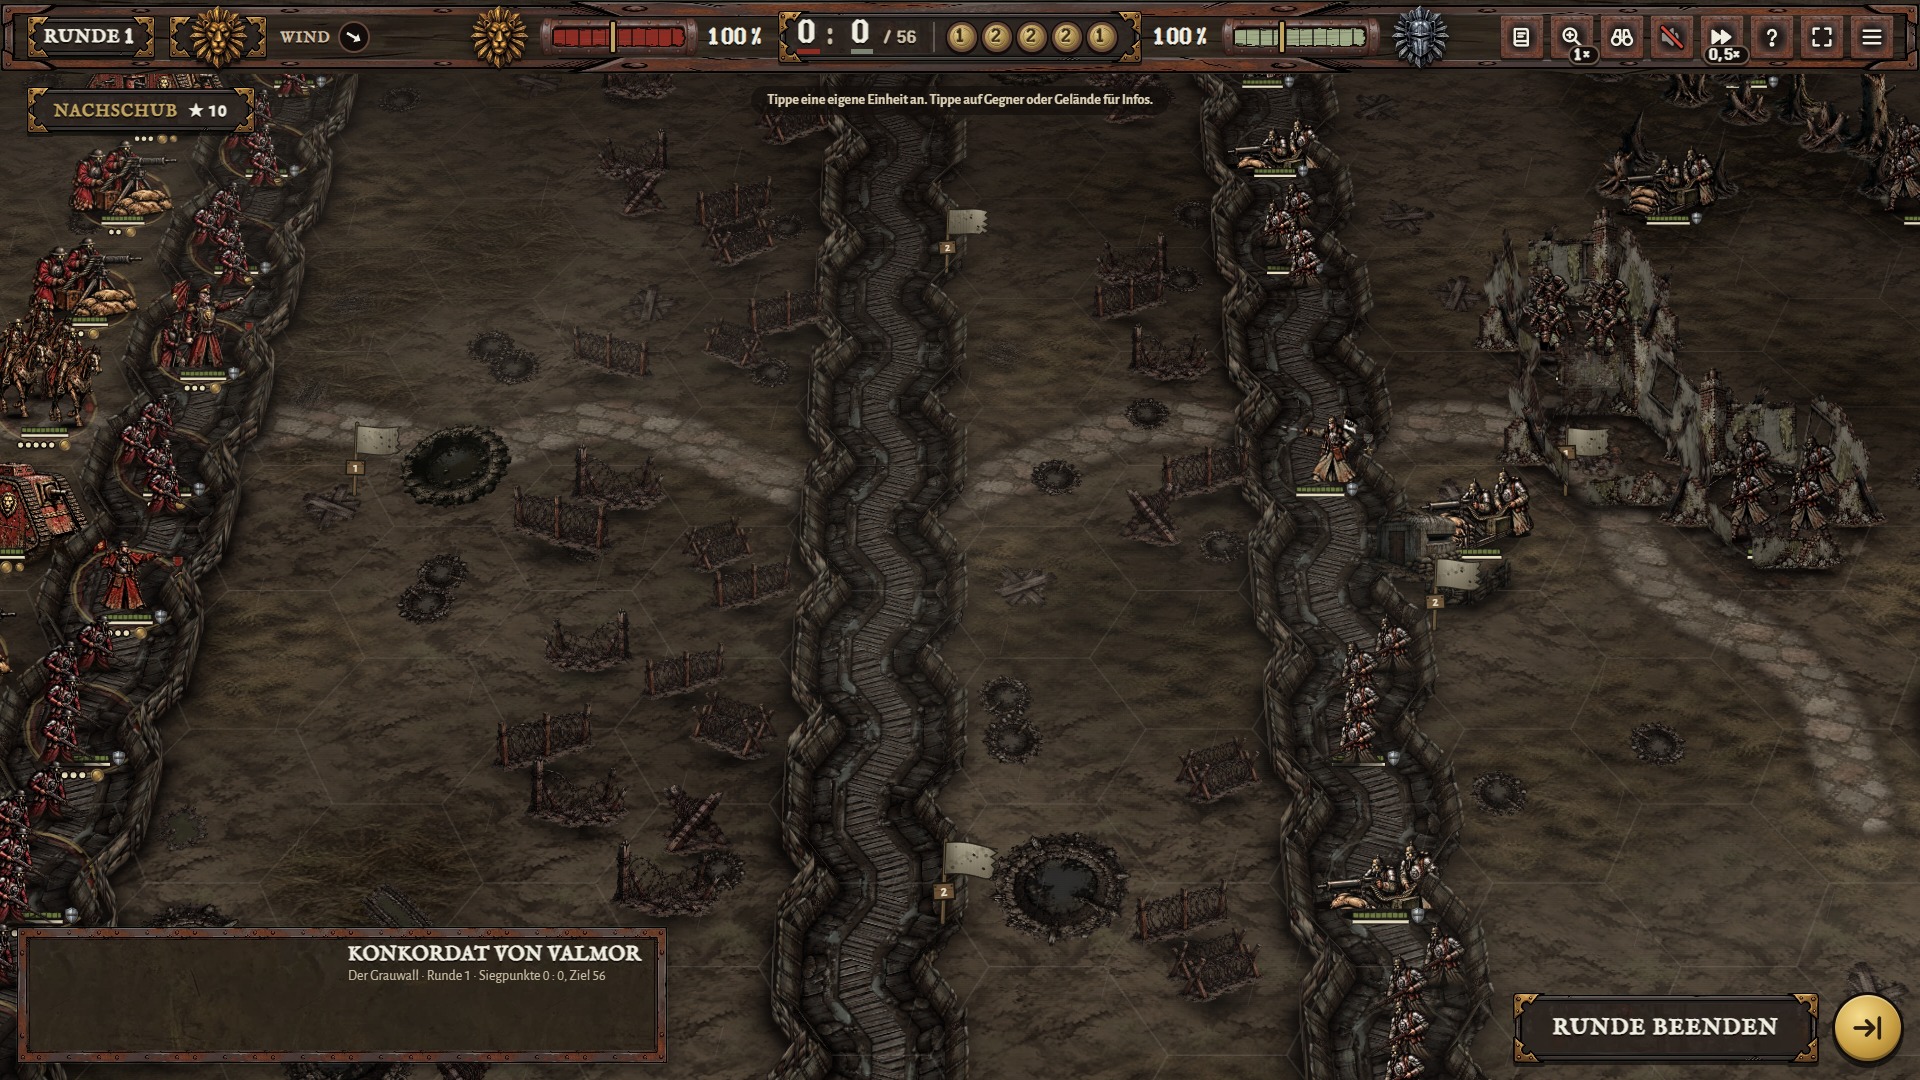 RUNDE 1
WIND
100%
0 : 0 / 56
1 2 2 2 1
100%
1×
0,5×
?
NACHSCHUB ★ 10
Tippe eine eigene Einheit an. Tippe auf Gegner oder Gelände für Infos.
2
1
2
2
KONKORDAT VON VALMOR
Der Grauwall · Runde 1 · Siegpunkte 0 : 0, Ziel 56
RUNDE BEENDEN